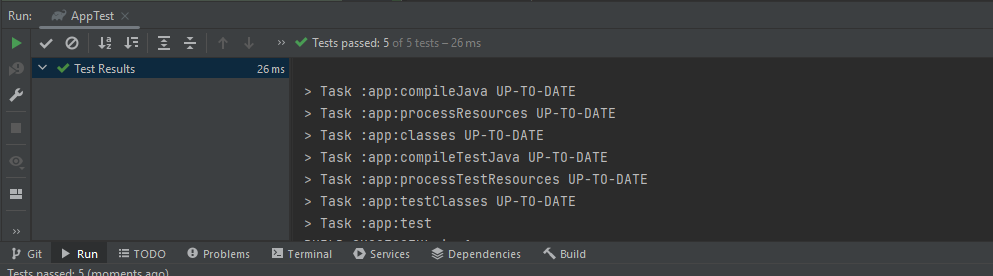 Run: AppTest
Tests passed: 5 of 5 tests – 26 ms
Test Results 26 ms
> Task :app:compileJava UP-TO-DATE
> Task :app:processResources UP-TO-DATE
> Task :app:classes UP-TO-DATE
> Task :app:compileTestJava UP-TO-DATE
> Task :app:processTestResources UP-TO-DATE
> Task :app:testClasses UP-TO-DATE
> Task :app:test
Git Run TODO Problems Terminal Services Dependencies Build
Tests passed: 5 (moments ago)